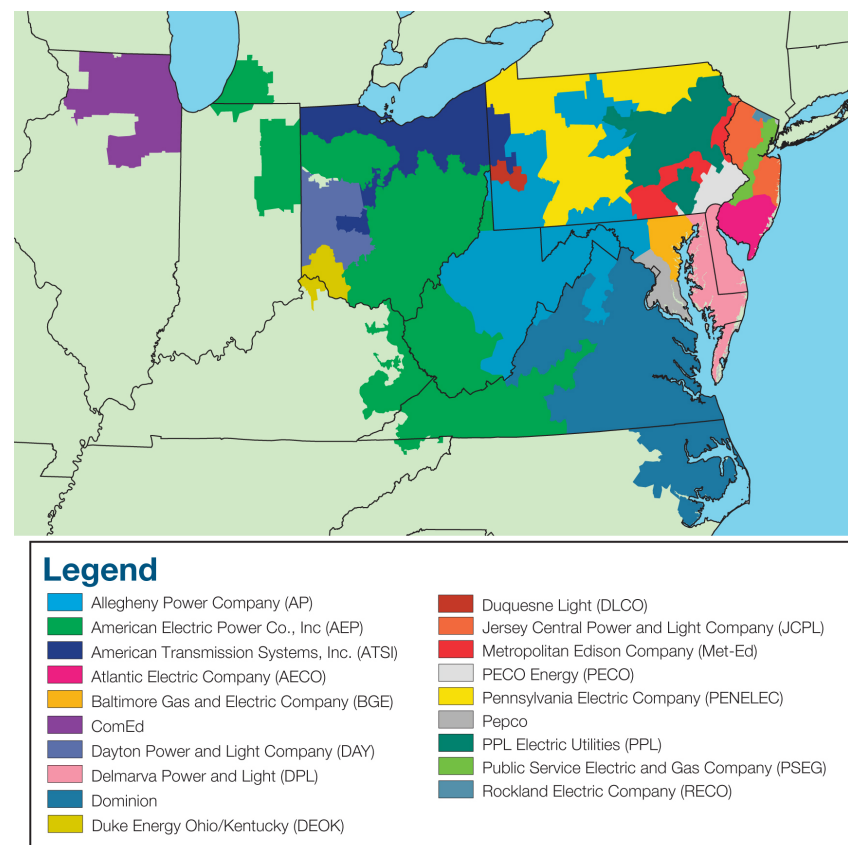 Legend
Allegheny Power Company (AP)
American Electric Power Co., Inc (AEP)
American Transmission Systems, Inc. (ATSI)
Atlantic Electric Company (AECO)
Baltimore Gas and Electric Company (BGE)
ComEd
Dayton Power and Light Company (DAY)
Delmarva Power and Light (DPL)
Dominion
Duke Energy Ohio/Kentucky (DEOK)
Duquesne Light (DLCO)
Jersey Central Power and Light Company (JCPL)
Metropolitan Edison Company (Met-Ed)
PECO Energy (PECO)
Pennsylvania Electric Company (PENELEC)
Pepco
PPL Electric Utilities (PPL)
Public Service Electric and Gas Company (PSEG)
Rockland Electric Company (RECO)